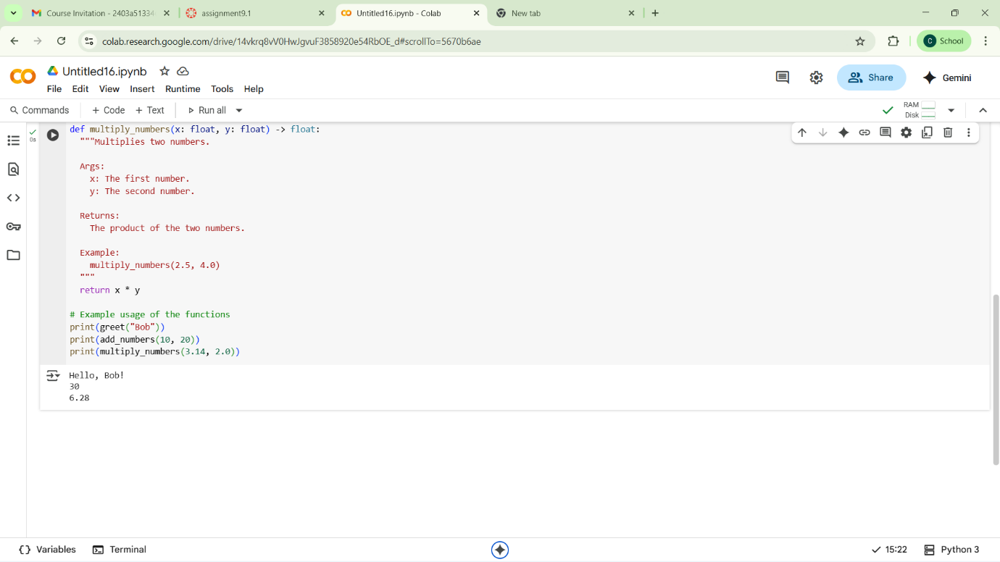 Course Invitation - 2403a51334
assignment9.1
Untitled16.ipynb - Colab
New tab
colab.research.google.com/drive/14vkrq8vV0HwJgvuF3858920e54RbOE_d#scrollTo=5670b6ae
C School
CO Untitled16.ipynb
File Edit View Insert Runtime Tools Help
Share
Gemini
Commands + Code + Text Run all
RAM
Disk
0s
def multiply_numbers(x: float, y: float) -> float:
"""Multiplies two numbers.
Args:
x: The first number.
y: The second number.
Returns:
The product of the two numbers.
Example:
multiply_numbers(2.5, 4.0)
"""
return x * y
# Example usage of the functions
print(greet("Bob"))
print(add_numbers(10, 20))
print(multiply_numbers(3.14, 2.0))
Hello, Bob!
30
6.28
{} Variables Terminal
15:22 Python 3